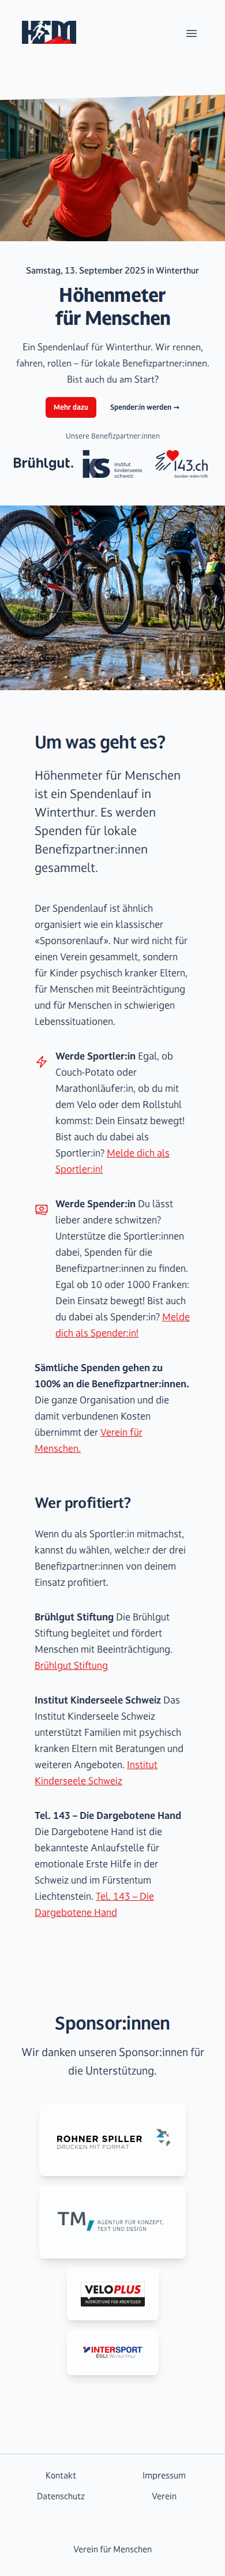 HFM
Samstag, 13. September 2025 in Winterthur
Höhenmeter
für Menschen
Ein Spendenlauf für Winterthur. Wir rennen,
fahren, rollen – für lokale Benefizpartner:innen.
Bist auch du am Start?
Mehr dazu
Spender:in werden →
Unsere Benefizpartner:innen
Brühlgut.
iks institut
kinderseele
schweiz
143.ch
Um was geht es?
Höhenmeter für Menschen
ist ein Spendenlauf in
Winterthur. Es werden
Spenden für lokale
Benefizpartner:innen
gesammelt.
Der Spendenlauf ist ähnlich
organisiert wie ein klassischer
«Sponsorenlauf». Nur wird nicht für
einen Verein gesammelt, sondern
für Kinder psychisch kranker Eltern,
für Menschen mit Beeinträchtigung
und für Menschen in schwierigen
Lebenssituationen.
Werde Sportler:in Egal, ob
Couch-Potato oder
Marathonläufer:in, ob du mit
dem Velo oder dem Rollstuhl
kommst: Dein Einsatz bewegt!
Bist auch du dabei als
Sportler:in? Melde dich als
Sportler:in!
Werde Spender:in Du lässt
lieber andere schwitzen?
Unterstütze die Sportler:innen
dabei, Spenden für die
Benefizpartner:innen zu finden.
Egal ob 10 oder 1000 Franken:
Dein Einsatz bewegt! Bist auch
du dabei als Spender:in? Melde
dich als Spender:in!
Sämtliche Spenden gehen zu
100% an die Benefizpartner:innen.
Die ganze Organisation und die
damit verbundenen Kosten
übernimmt der Verein für
Menschen.
Wer profitiert?
Wenn du als Sportler:in mitmachst,
kannst du wählen, welche:r der drei
Benefizpartner:innen von deinem
Einsatz profitiert.
Brühlgut Stiftung Die Brühlgut
Stiftung begleitet und fördert
Menschen mit Beeinträchtigung.
Brühlgut Stiftung
Institut Kinderseele Schweiz Das
Institut Kinderseele Schweiz
unterstützt Familien mit psychisch
kranken Eltern mit Beratungen und
weiteren Angeboten. Institut
Kinderseele Schweiz
Tel. 143 – Die Dargebotene Hand
Die Dargebotene Hand ist die
bekannteste Anlaufstelle für
emotionale Erste Hilfe in der
Schweiz und im Fürstentum
Liechtenstein. Tel. 143 – Die
Dargebotene Hand
Sponsor:innen
Wir danken unseren Sponsor:innen für
die Unterstützung.
ROHNER SPILLER
DRUCKEN MIT FORMAT
TM AGENTUR FÜR KONZEPT,
TEXT UND DESIGN
VELOPLUS
AUSRÜSTUNG FÜR ABENTEUER
INTERSPORT
EGLI Winterthur
Kontakt
Impressum
Datenschutz
Verein
Verein für Menschen